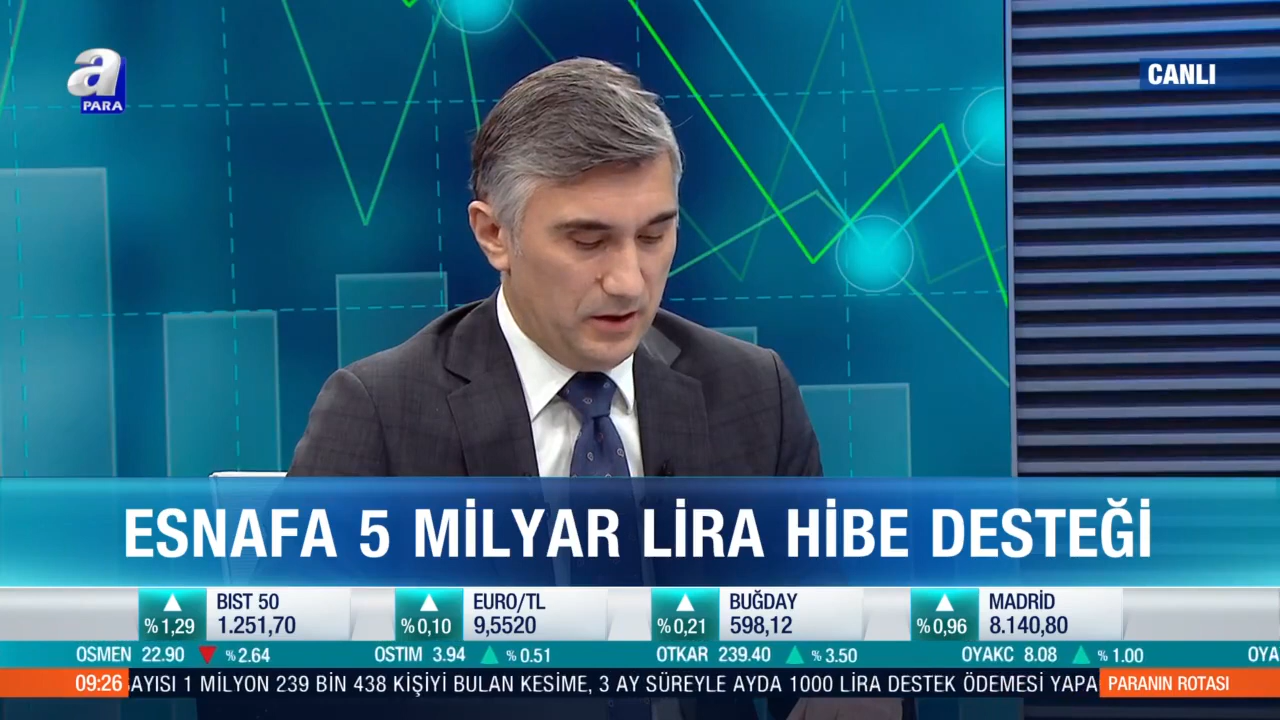 a
PARA
CANLI
ESNAFA 5 MİLYAR LİRA HİBE DESTEĞİ
%1,29 BIST 50 1.251,70
%0,10 EURO/TL 9,5520
%0,21 BUĞDAY 598,12
%0,96 MADRİD 8.140,80
OSMEN 22.90 %2.64 OSTIM 3.94 %0.51 OTKAR 239.40 %3.50 OYAKC 8.08 %1.00 OYA
09:26 AYISI 1 MİLYON 239 BİN 438 KİŞİYİ BULAN KESİME, 3 AY SÜREYLE AYDA 1000 LİRA DESTEK ÖDEMESİ YAPA PARANIN ROTASI